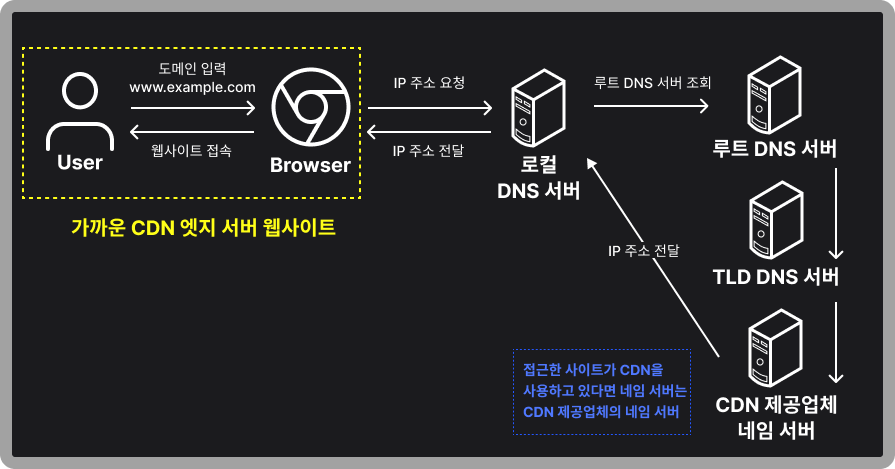 도메인 입력
www.example.com
웹사이트 접속
User
Browser
가까운 CDN 엣지 서버 웹사이트
IP 주소 요청
IP 주소 전달
로컬
DNS 서버
루트 DNS 서버 조회
루트 DNS 서버
TLD DNS 서버
IP 주소 전달
CDN 제공업체
네임 서버
접근한 사이트가 CDN을
사용하고 있다면 네임 서버는
CDN 제공업체의 네임 서버